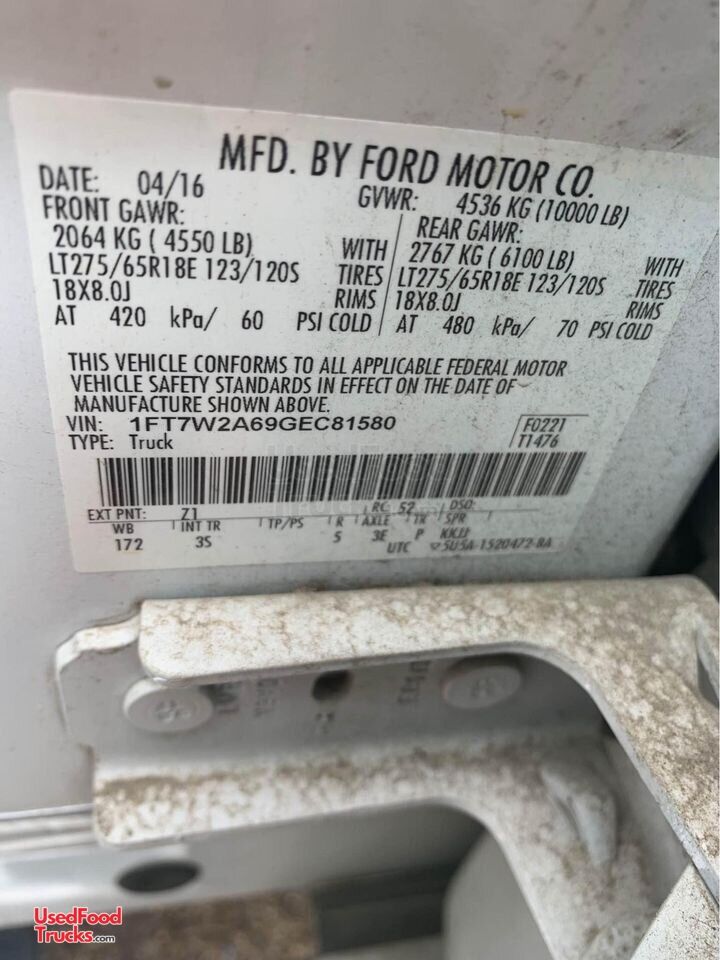 MFD. BY FORD MOTOR CO.
DATE: 04/16
GVWR: 4536 KG (10000 LB)
FRONT GAWR:
2064 KG ( 4550 LB)
WITH
LT275/65R18E 123/120S
TIRES
18X8.0J
RIMS
AT 420 kPa/ 60 PSI COLD
REAR GAWR:
2767 KG ( 6100 LB)
WITH
LT275/65R18E 123/120S
TIRES
18X8.0J
RIMS
AT 480 kPa/ 70 PSI COLD
THIS VEHICLE CONFORMS TO ALL APPLICABLE FEDERAL MOTOR
VEHICLE SAFETY STANDARDS IN EFFECT ON THE DATE OF
MANUFACTURE SHOWN ABOVE.
VIN: 1FT7W2A69GEC81580
F0221
TYPE: Truck
T1476
EXT PNT: Z1
RC: 52
DSO:
WB
INT TR
TP/PS
R
AXLE
TR
SPR
172
3S
5
3E
P
KKJJ
UTC
5U5A-1520472-BA
UsedFood
Trucks.com